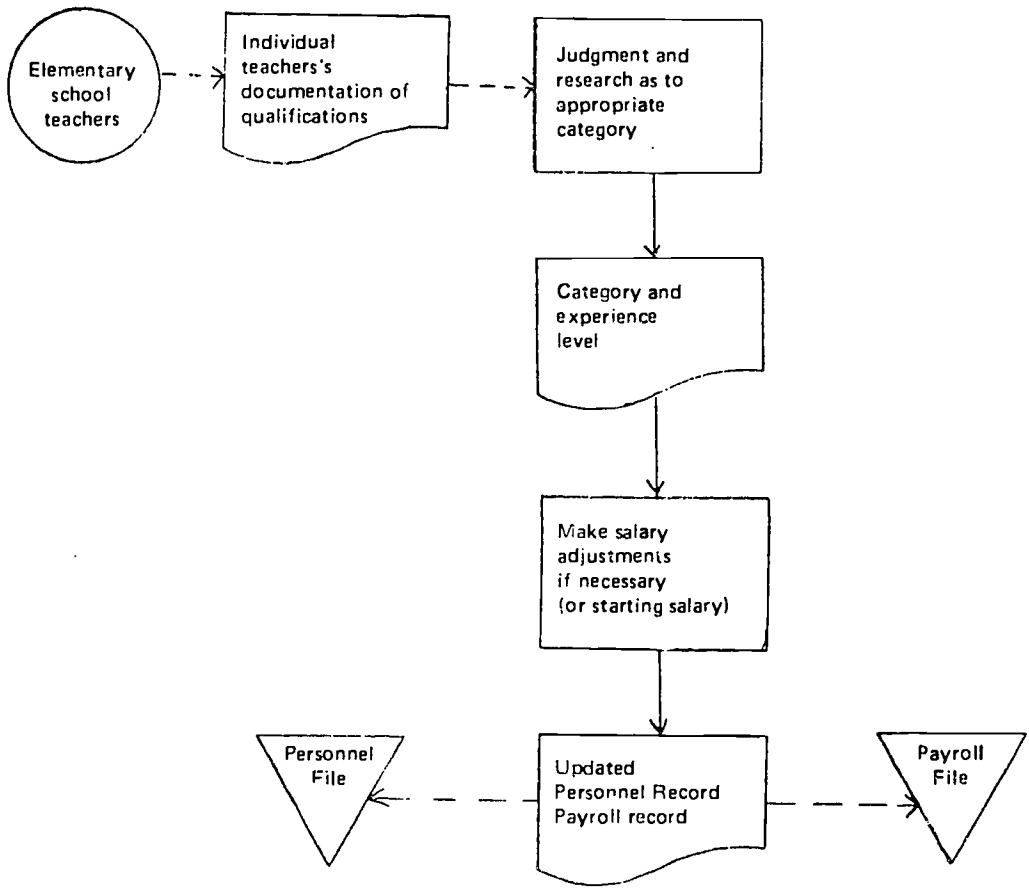 Elementary
school
teachers
Individual
teachers's
documentation of
qualifications
Judgment and
research as to
appropriate
category
Category and
experience
level
Make salary
adjustments
if necessary
(or starting salary)
Updated
Personnel Record
Payroll record
Personnel
File
Payroll
File